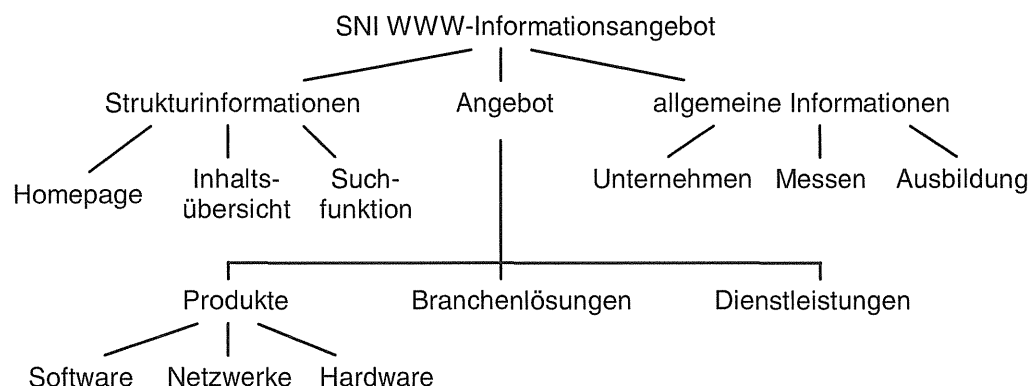 SNI WWW-Informationsangebot
Strukturinformationen
Angebot
allgemeine Informationen
Homepage
Inhalts-
übersicht
Such-
funktion
Unternehmen
Messen
Ausbildung
Produkte
Branchenlösungen
Dienstleistungen
Software
Netzwerke
Hardware